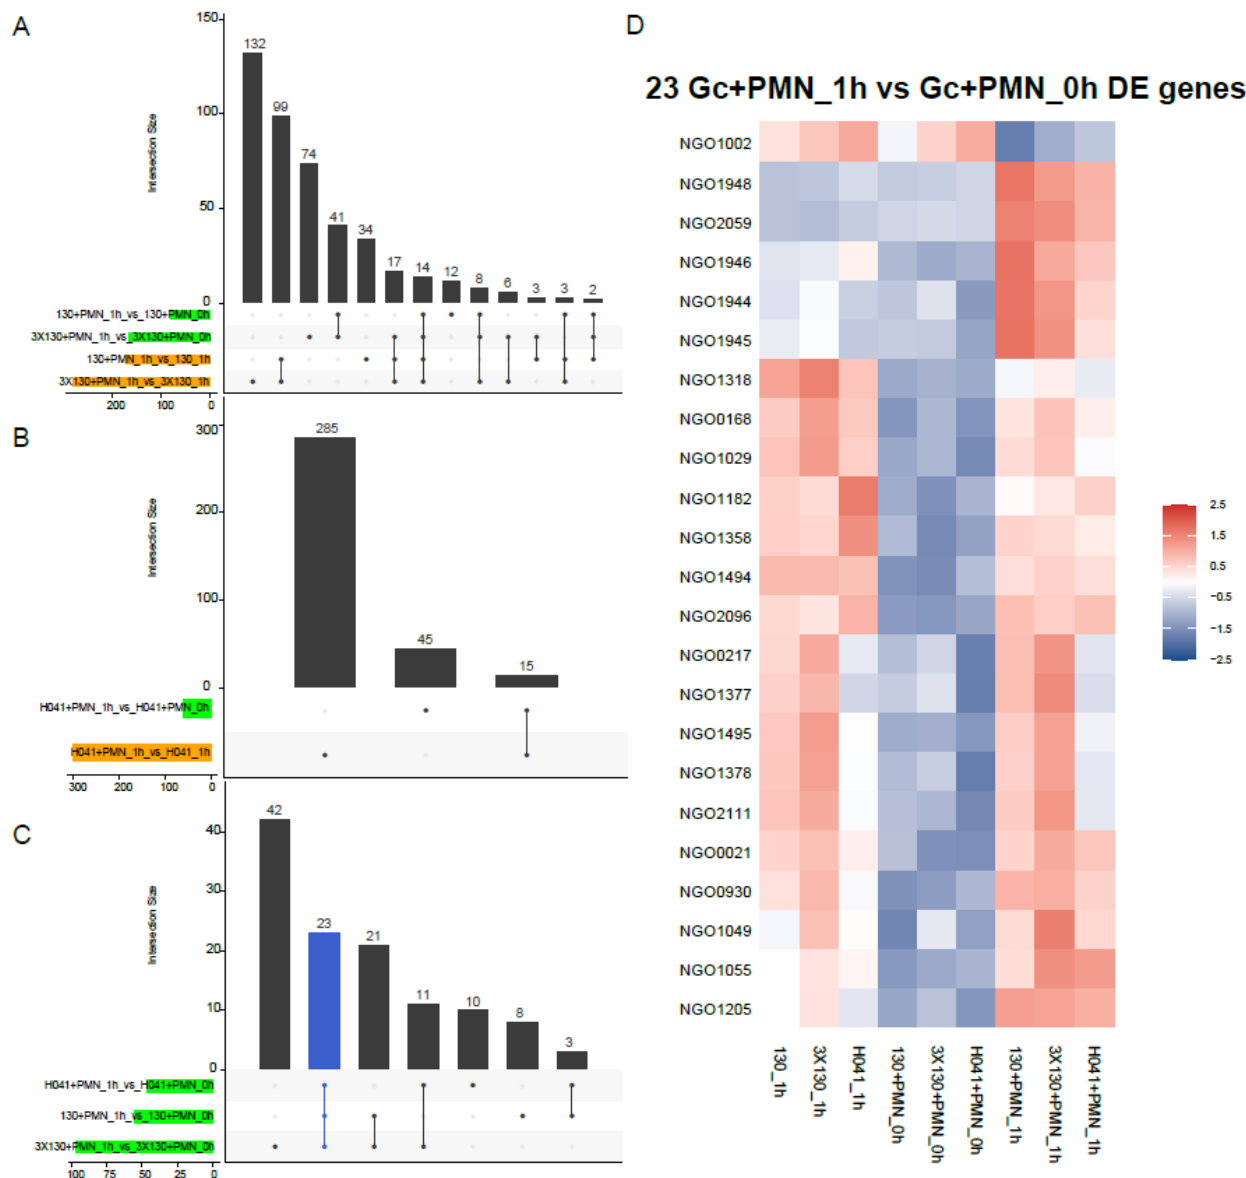 A
150
132
99
100
74
50
41
34
17
14
12
8
6
3
3
2
0
Intersection Size
130+PMN_1h_vs_130+PMN_0h
3X130+PMN_1h_vs_3X130+PMN_0h
130+PMN_1h_vs_130_1h
3X130+PMN_1h_vs_3X130_1h
200
100
0
B
300
285
200
100
45
15
0
Intersection Size
H041+PMN_1h_vs_H041+PMN_0h
H041+PMN_1h_vs_H041_1h
300
200
100
0
C
42
40
30
23
21
20
11
10
10
8
3
0
Intersection Size
H041+PMN_1h_vs_H041+PMN_0h
130+PMN_1h_vs_130+PMN_0h
3X130+PMN_1h_vs_3X130+PMN_0h
100
75
50
25
0
D
23 Gc+PMN_1h vs Gc+PMN_0h DE genes
NGO1002
NGO1948
NGO2059
NGO1946
NGO1944
NGO1945
NGO1318
NGO0168
NGO1029
NGO1182
NGO1358
NGO1494
NGO2096
NGO0217
NGO1377
NGO1495
NGO1378
NGO2111
NGO0021
NGO0930
NGO1049
NGO1055
NGO1205
130_1h
3X130_1h
H041_1h
130+PMN_0h
3X130+PMN_0h
H041+PMN_0h
130+PMN_1h
3X130+PMN_1h
H041+PMN_1h
2.5
1.5
0.5
−0.5
−1.5
−2.5